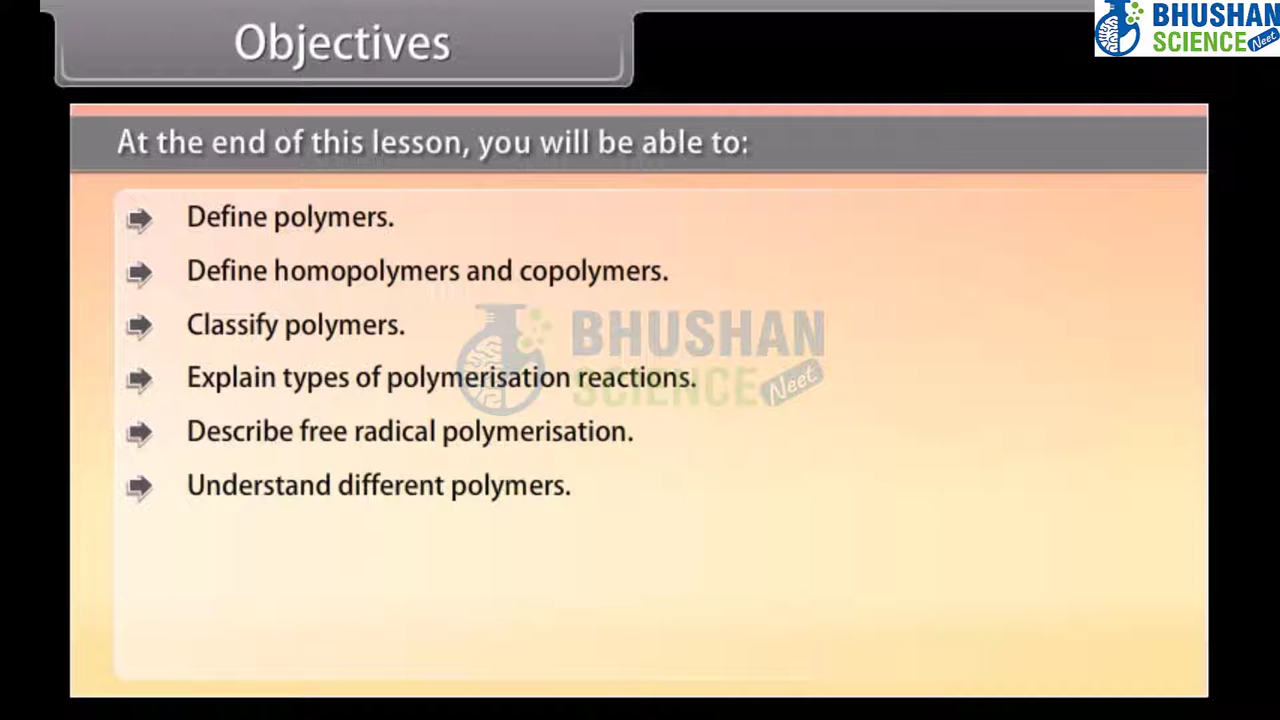 Objectives
BHUSHAN
SCIENCE Neet
At the end of this lesson, you will be able to:
Define polymers.
Define homopolymers and copolymers.
Classify polymers.
Explain types of polymerisation reactions.
Describe free radical polymerisation.
Understand different polymers.
BHUSHAN
SCIENCE Neet